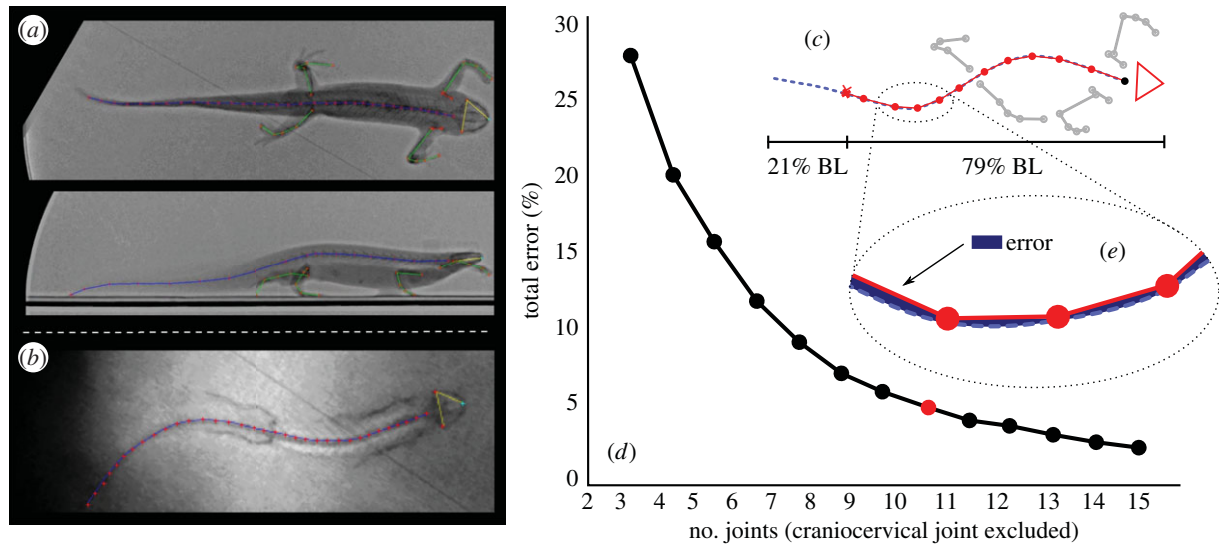 (a)
(b)
(c)
21% BL
79% BL
error
(e)
(d)
total error (%)
30
25
20
15
10
5
0
2 3 4 5 6 7 8 9 10 11 12 13 14 15
no. joints (craniocervical joint excluded)